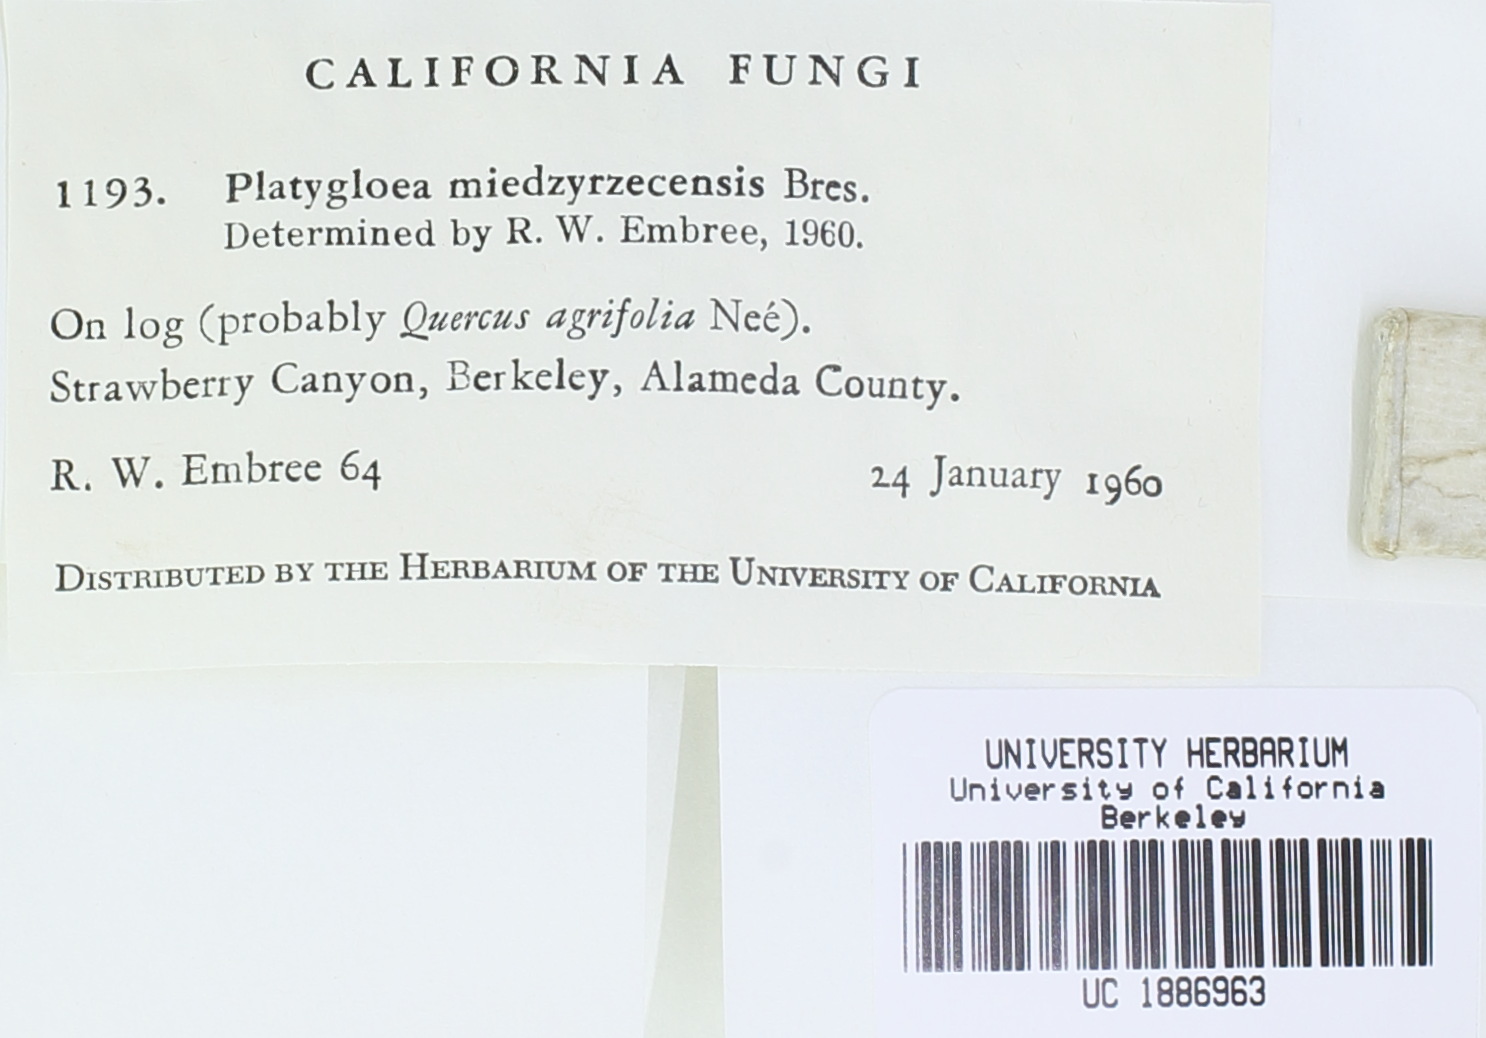 CALIFORNIA FUNGI
1193. Platygloea miedzyrzecensis Bres.
Determined by R. W. Embree, 1960.
On log (probably Quercus agrifolia Neé).
Strawberry Canyon, Berkeley, Alameda County.
R. W. Embree 64 24 January 1960
DISTRIBUTED BY THE HERBARIUM OF THE UNIVERSITY OF CALIFORNIA
UNIVERSITY HERBARIUM
University of California
Berkeley
UC 1886963